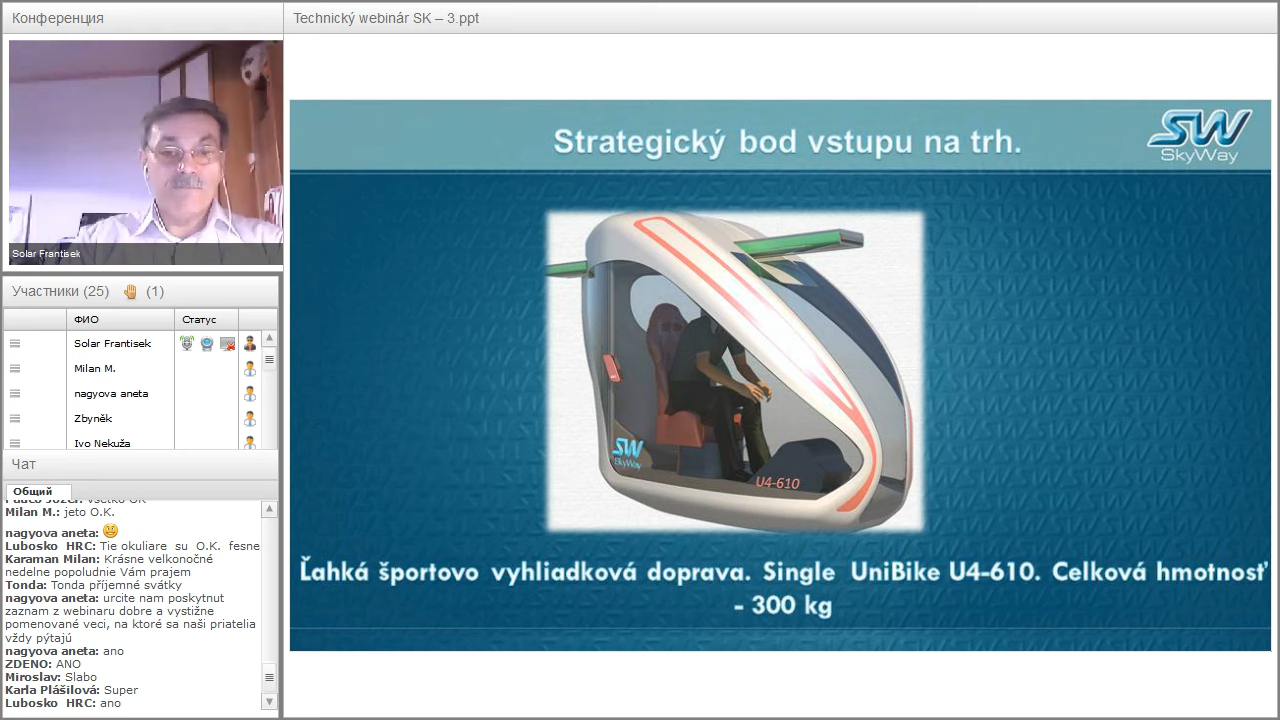 Конференция
Technický webinár SK – 3.ppt
Solar Frantisek
Участники (25) (1)
ФИО Статус
Solar Frantisek
Milan M.
nagyova aneta
Zbyněk
Ivo Nekuža
Чат
Общий
Milan M.: jeto O.K.
nagyova aneta:
Lubosko HRC: Tie okuliare su O.K. fesne
Karaman Milan: Krásne velkonočné
nedelne popoludnie Vám prajem
Tonda: Tonda příjemné svátky
nagyova aneta: urcite nam poskytnut
zaznam z webinaru dobre a vystižne
pomenované veci, na ktoré sa naši priatelia
vždy pýtajú
nagyova aneta: ano
ZDENO: ANO
Miroslav: Slabo
Karla Plášilová: Super
Lubosko HRC: ano
Strategický bod vstupu na trh.
SW
SkyWay
SW
SkyWay
U4-610
Ľahká športovo vyhliadková doprava. Single UniBike U4-610. Celková hmotnosť
- 300 kg